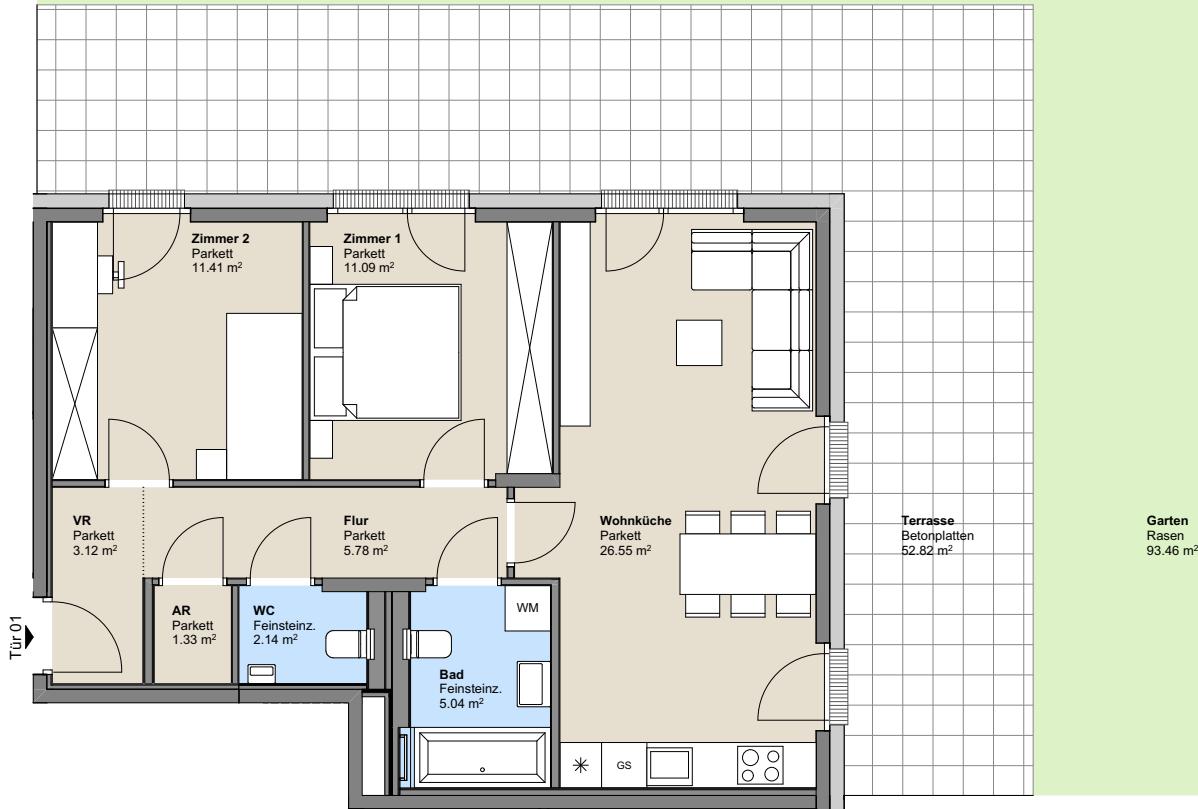 Zimmer 2
Parkett
11.41 m²
Zimmer 1
Parkett
11.09 m²
VR
Parkett
3.12 m²
Flur
Parkett
5.78 m²
Wohnküche
Parkett
26.55 m²
Terrasse
Betonplatten
52.82 m²
Garten
Rasen
93.46 m²
Tür 01
AR
Parkett
1.33 m²
WC
Feinsteinz.
2.14 m²
WM
Bad
Feinsteinz.
5.04 m²
GS